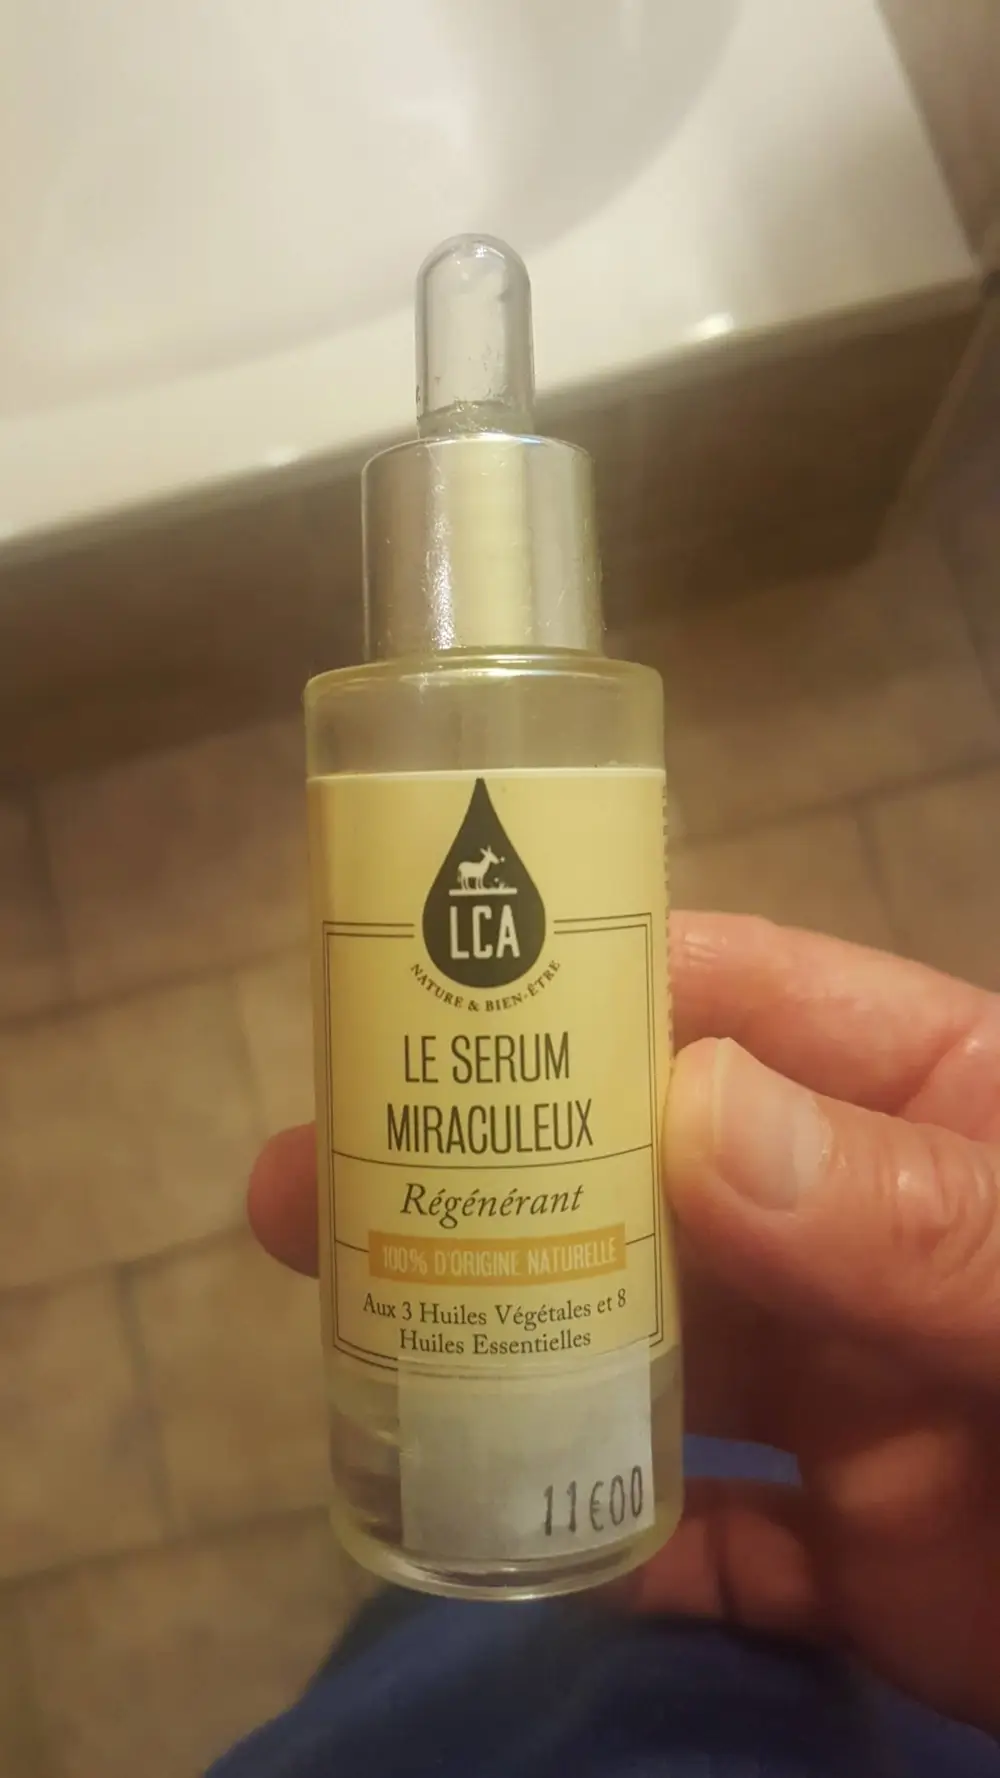 LCA
NATURE & BIEN-ÊTRE
LE SERUM
MIRACULEUX
Régénérant
100% D'ORIGINE NATURELLE
Aux 3 Huiles Végétales et 8
Huiles Essentielles
11€00